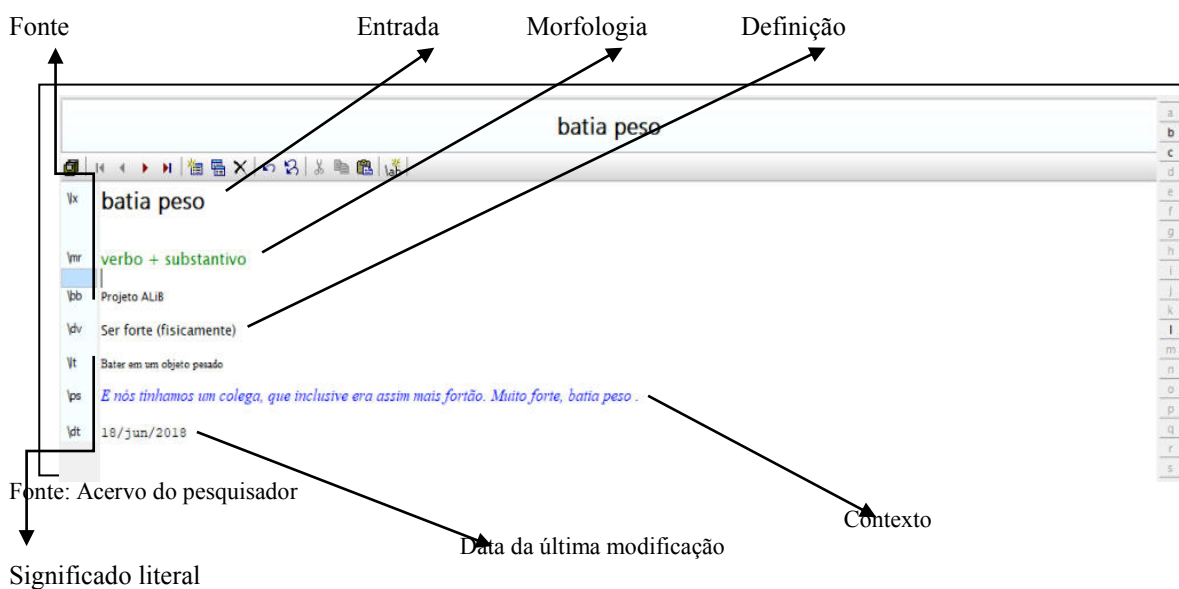 Fonte Entrada Morfologia Definição
batia peso
\lx batia peso
\mr verbo + substantivo
\bb Projeto ALiB
\dv Ser forte (fisicamente)
\lt Bater em um objeto pesado
\ps E nós tínhamos um colega, que inclusive era assim mais fortão. Muito forte, batia peso .
\dt 18/jun/2018
a
b
c
d
e
f
g
h
i
j
k
l
m
n
o
p
q
r
s
Fonte: Acervo do pesquisador
Contexto
Data da última modificação
Significado literal